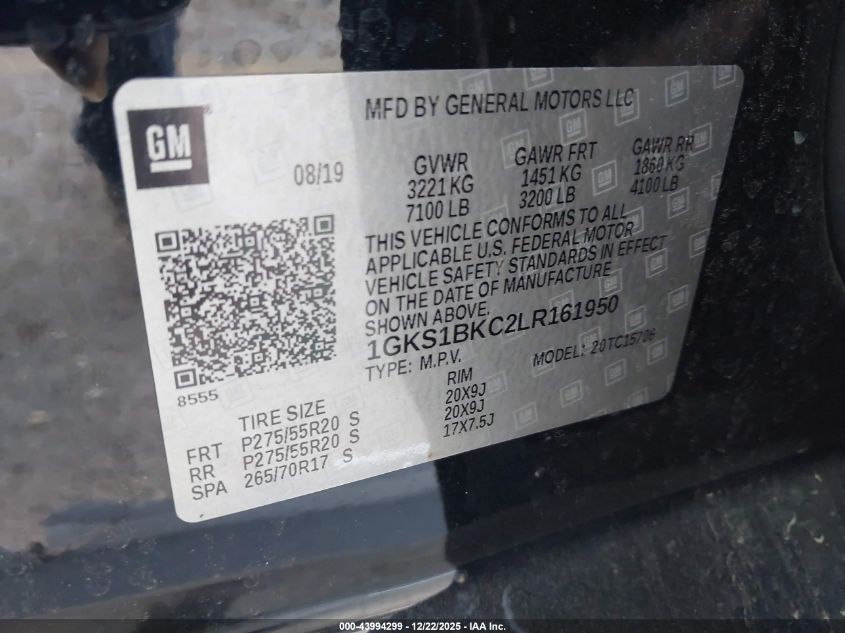 MFD BY GENERAL MOTORS LLC
GM
08/19
GVWR GAWR FRT GAWR RR
3221 KG 1451 KG 1860 KG
7100 LB 3200 LB 4100 LB
THIS VEHICLE CONFORMS TO ALL
APPLICABLE U.S. FEDERAL MOTOR
VEHICLE SAFETY STANDARDS IN EFFECT
ON THE DATE OF MANUFACTURE
SHOWN ABOVE.
1GKS1BKC2LR161950
TYPE: M.P.V. MODEL: 20TC15706
8555
TIRE SIZE RIM
FRT P275/55R20 S 20X9J
RR P275/55R20 S 20X9J
SPA 265/70R17 S 17X7.5J
000-43994299 - 12/22/2025 - IAA Inc.